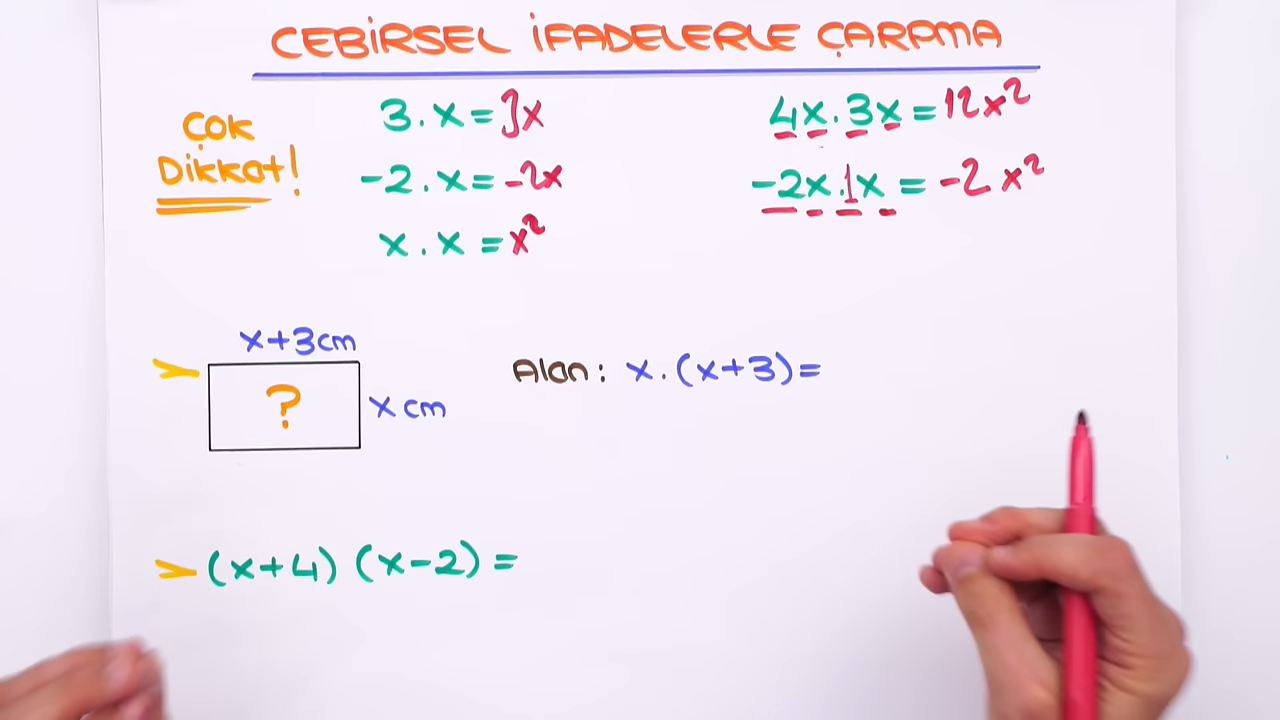 CEBİRSEL İFADELERLE ÇARPMA
ÇOK
Dikkat!
3.x=3x
-2.x=-2x
x.x=x²
4x.3x=12x²
-2x.1x=-2x²
> x+3cm
?
x cm
Alan: x.(x+3)=
> (x+4)(x-2)=